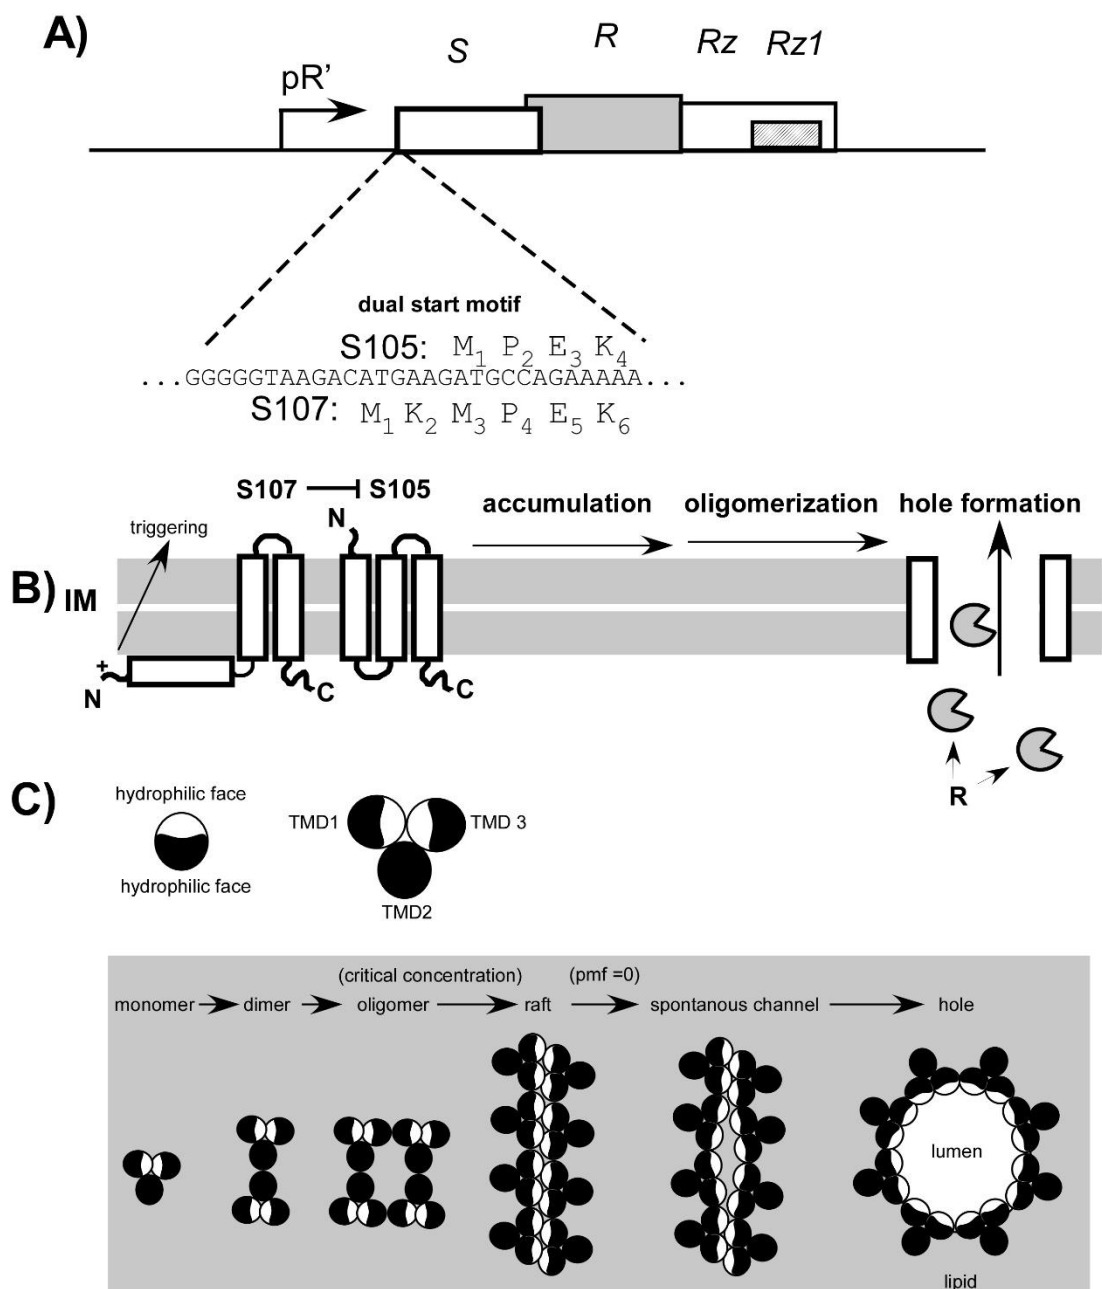 A)
S R Rz Rz1
pR’
dual start motif
S105: M1 P2 E3 K4
...GGGGGTAAGACATGAAGATGCCAGAAAAA...
S107: M1 K2 M3 P4 E5 K6
B)
S107 S105
N
triggering
accumulation
oligomerization
hole formation
IM
+
N
C
C
R
C)
hydrophilic face
hydrophilic face
TMD1
TMD 3
TMD2
(critical concentration) (pmf =0)
monomer dimer oligomer raft spontanous channel hole
lumen
lipid